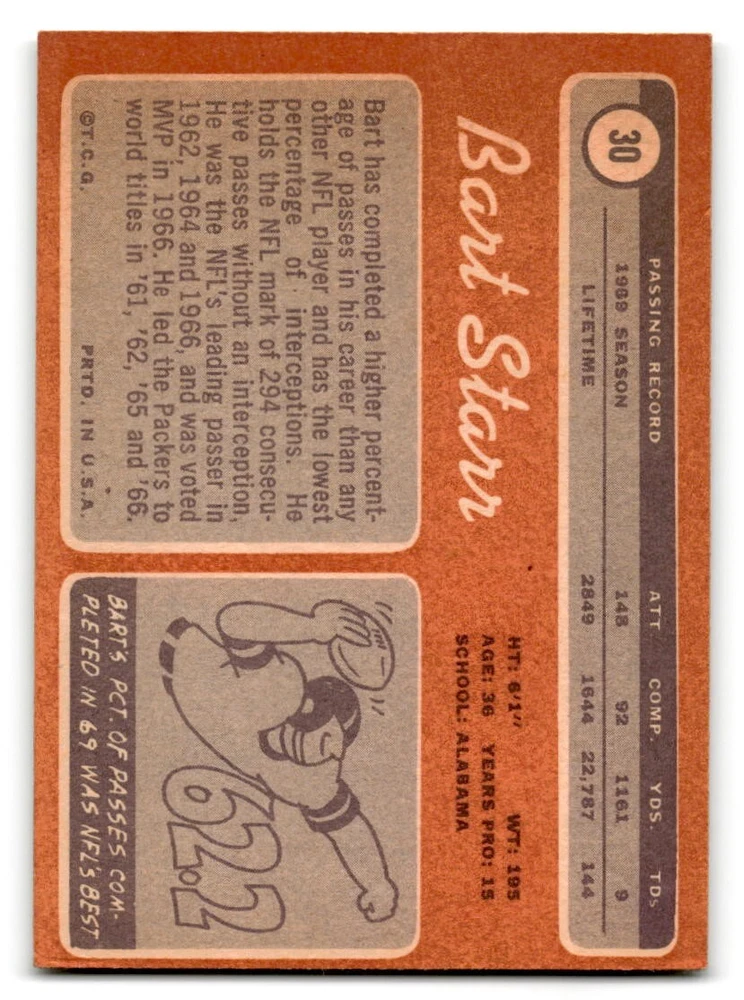 30
PASSING RECORD ATT COMP. YDS. TDs
1969 SEASON 148 92 1161 9
LIFETIME 2849 1644 22,787 144
Bart Starr
HT: 6'1" WT: 195
AGE: 36 YEARS PRO: 15
SCHOOL: ALABAMA
Bart has completed a higher percent-
age of passes in his career than any
other NFL player and has the lowest
percentage of interceptions. He
holds the NFL mark of 294 consecu-
tive passes without an interception.
He was the NFL's leading passer in
1962, 1964 and 1966, and was voted
MVP in 1966. He led the Packers to
world titles in '61, '62, '65 and '66.
©T.C.G. PRTD. IN U.S.A.
62.2
BART'S PCT. OF PASSES COM-
PLETED IN 69 WAS NFL'S BEST